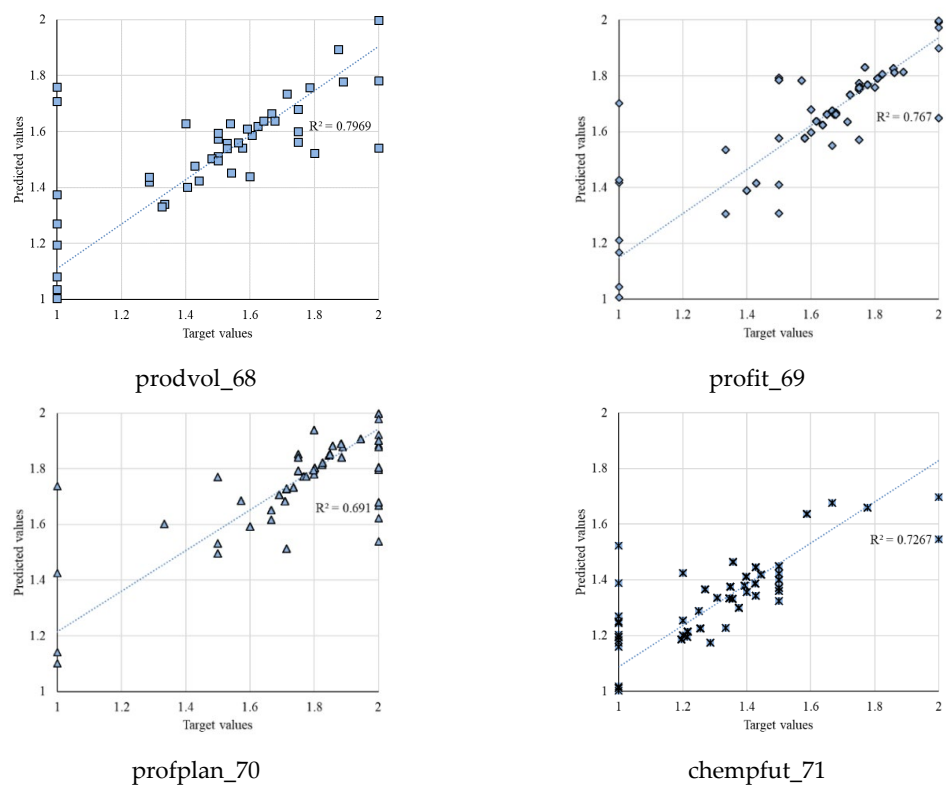 2
1.8
1.6
1.4
1.2
1
Predicted values
R² = 0.7969
1 1.2 1.4 1.6 1.8 2
Target values
prodvol_68
2
1.8
1.6
1.4
1.2
1
Predicted values
R² = 0.767
1 1.2 1.4 1.6 1.8 2
Target values
profit_69
2
1.8
1.6
1.4
1.2
1
Predicted values
R² = 0.691
1 1.2 1.4 1.6 1.8 2
Target values
profplan_70
2
1.8
1.6
1.4
1.2
1
Predicted values
R² = 0.7267
1 1.2 1.4 1.6 1.8 2
Target values
chempfut_71